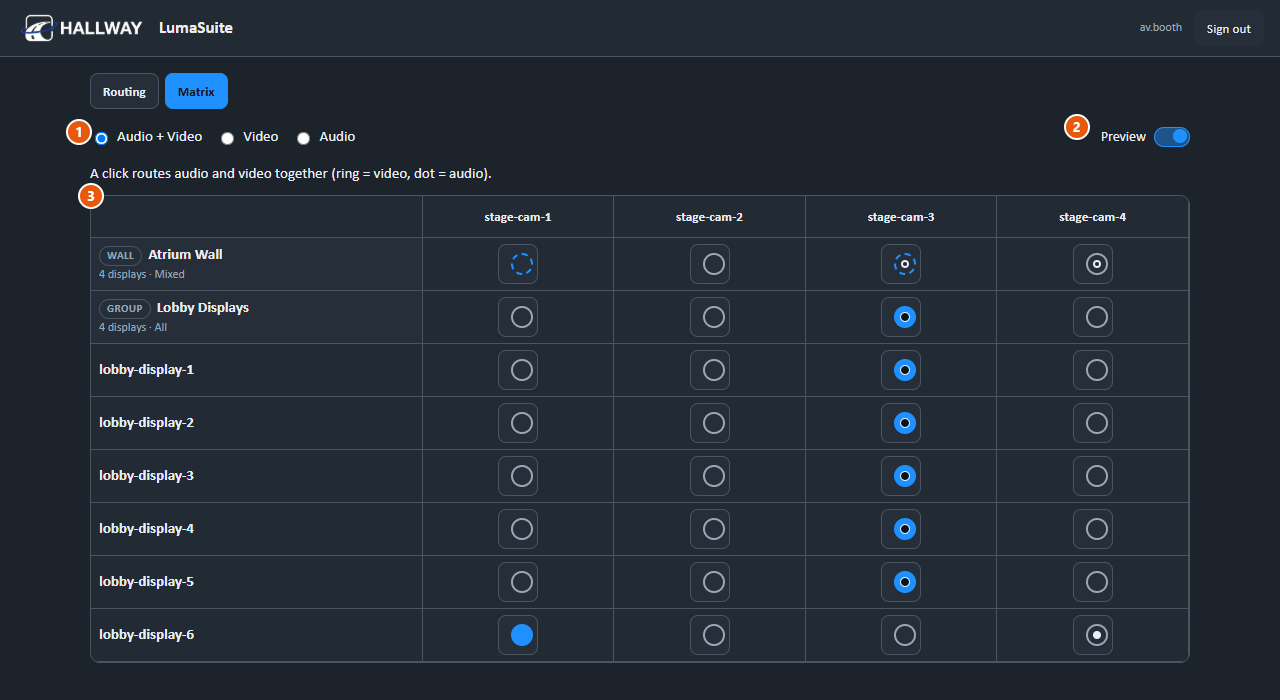 HALLWAY LumaSuite av.booth Sign out
Routing Matrix
1 Audio + Video Video Audio 2 Preview
A click routes audio and video together (ring = video, dot = audio).
3
stage-cam-1 stage-cam-2 stage-cam-3 stage-cam-4
WALL Atrium Wall
4 displays · Mixed
GROUP Lobby Displays
4 displays · All
lobby-display-1
lobby-display-2
lobby-display-3
lobby-display-4
lobby-display-5
lobby-display-6